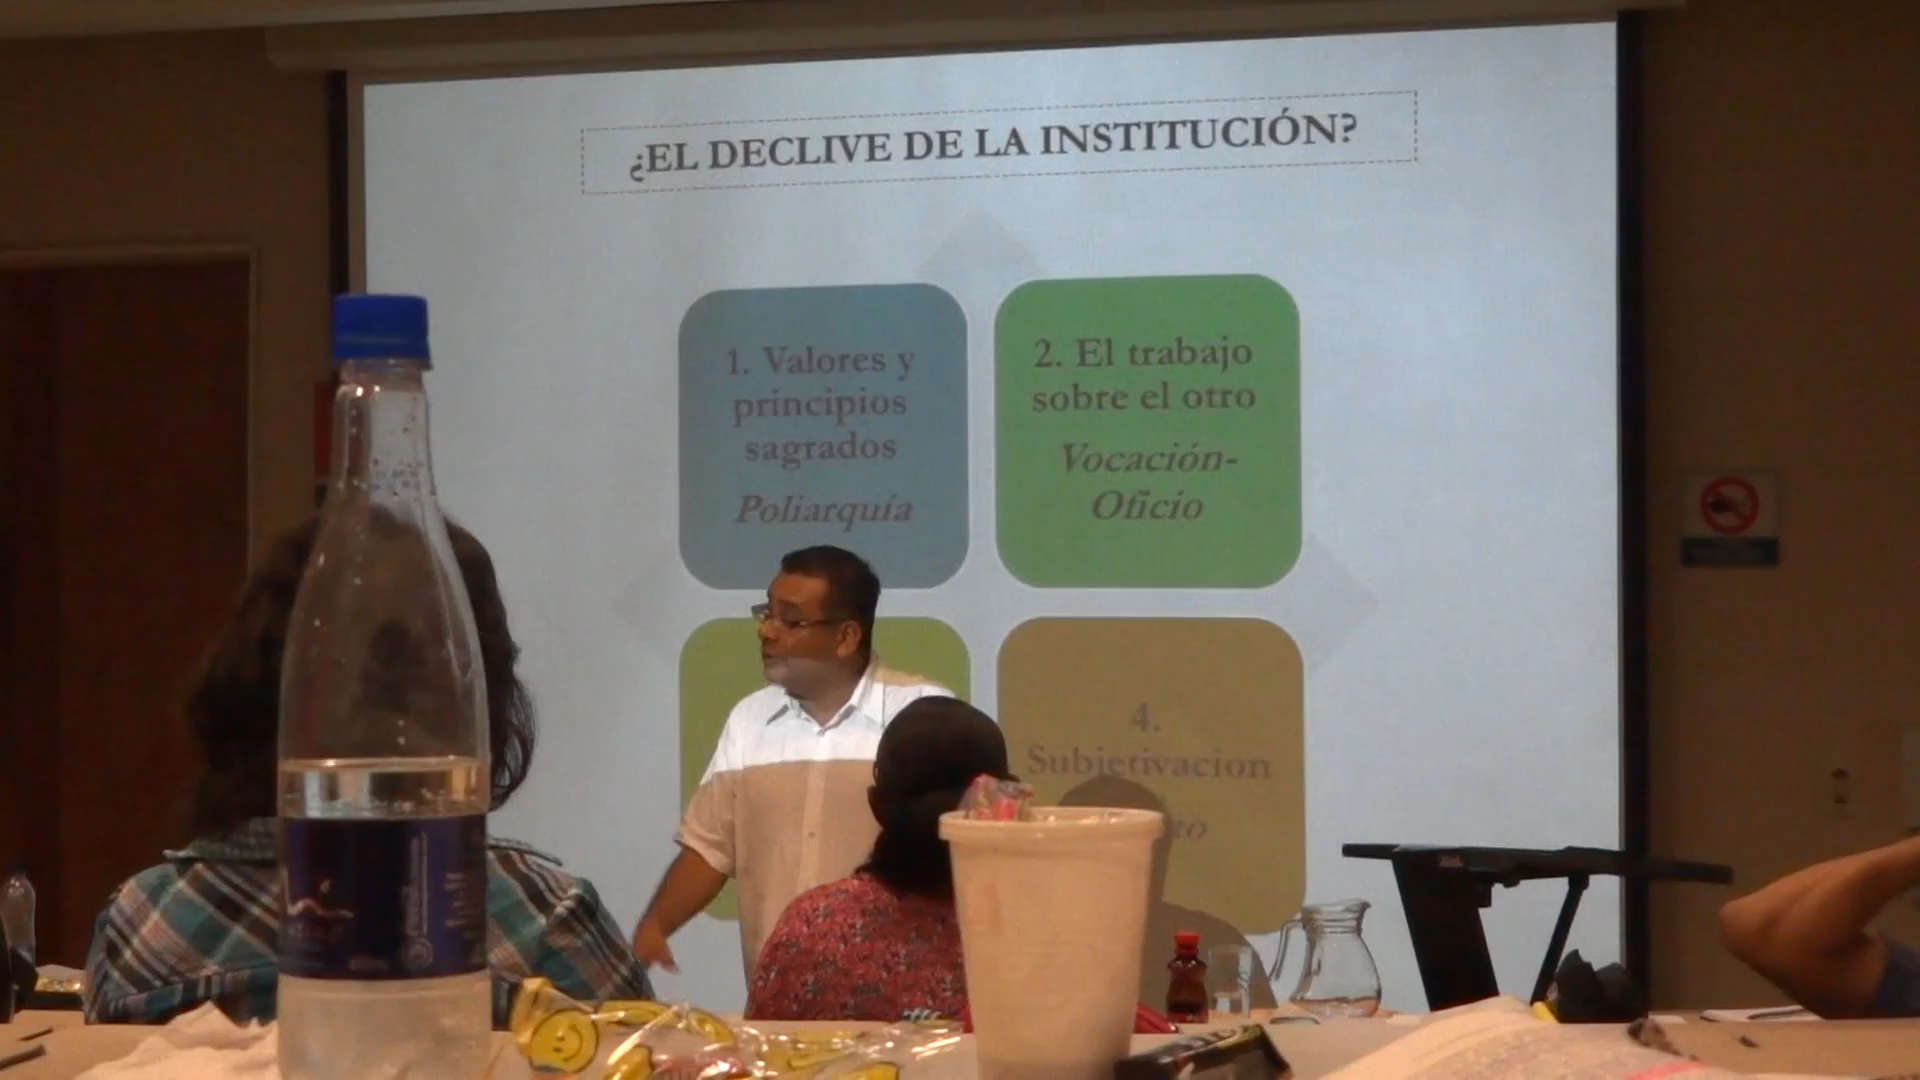 ¿EL DECLIVE DE LA INSTITUCIÓN?
1. Valores y
principios
sagrados
Poliarquía
2. El trabajo
sobre el otro
Vocación-
Oficio
4.
Subjetivacion